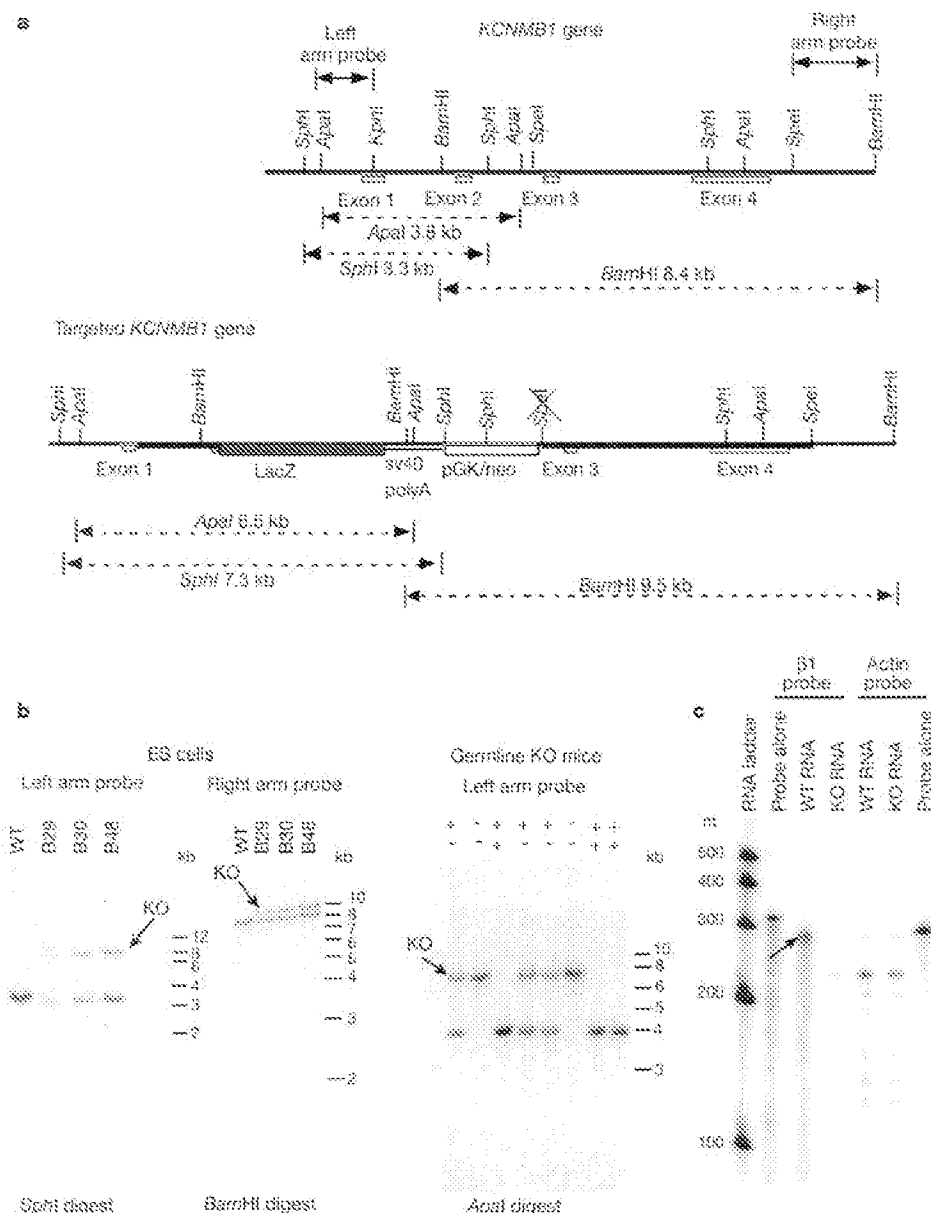 a
KCNMB1 gene
Left
arm probe
Right
arm probe
SphI ApaI KpnI BamHI SphI ApaI SpeI SphI ApaI SpeI BamHI
Exon 1 Exon 2 Exon 3 Exon 4
ApaI 3.8 kb
SphI 3.3 kb
BamHI 8.4 kb
Targeted KCNMB1 gene
SphI ApaI BamHI BamHI ApaI SphI SphI SpeI SphI ApaI SpeI BamHI
Exon 1 LacZ sv40 pGK/neo Exon 3 Exon 4
polyA
ApaI 6.5 kb
SphI 7.3 kb
BamHI 9.5 kb
b
ES cells
Left arm probe
WT B29 B30 B48
kb
KO
12
4
3
2
SphI digest
Right arm probe
WT B29 B30 B48
kb
KO
10
8
7
6
5
4
3
2
BamHI digest
Germline KO mice
Left arm probe
+ - + + - + +
- - + - - + +
kb
KO
10
8
6
5
4
3
ApaI digest
c
β1
probe
Actin
probe
RNA ladder
Probe alone
WT RNA
KO RNA
WT RNA
KO RNA
Probe alone
nt
500
400
300
200
100